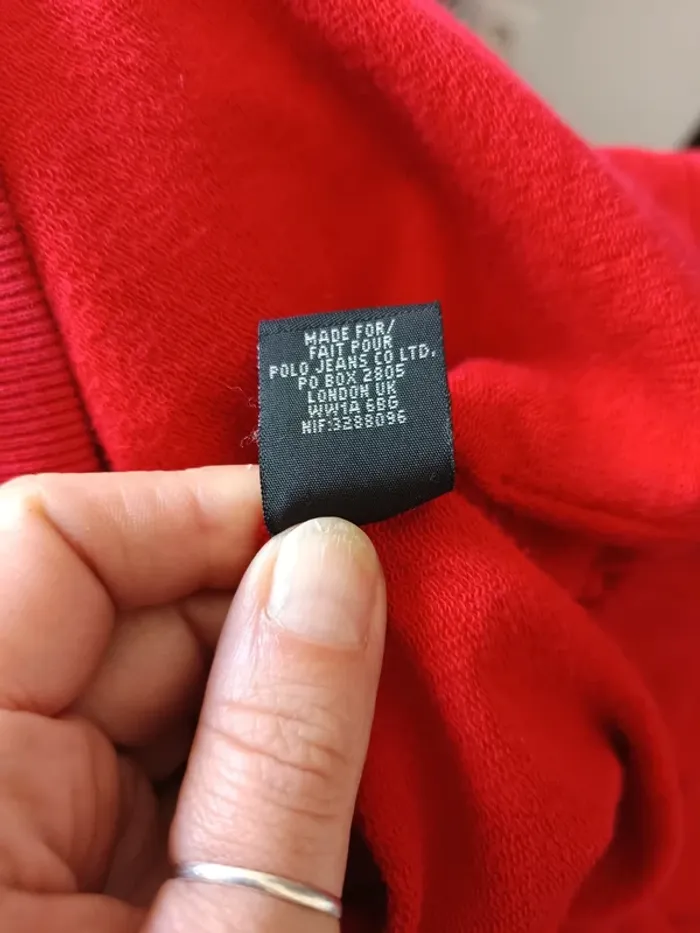 MADE FOR/
FAIT POUR
POLO JEANS CO LTD.
PO BOX 2805
LONDON UK
WW1A 6BG
NIF:3288096